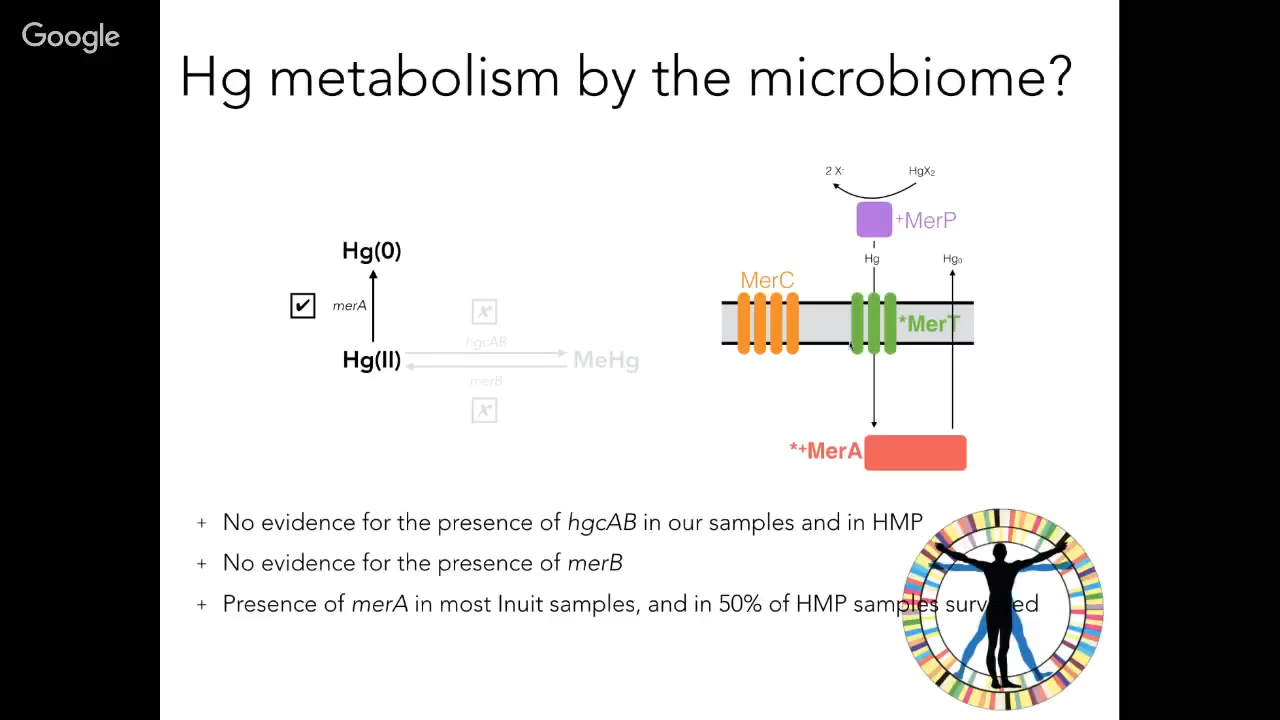 Google
Hg metabolism by the microbiome?
2 X-
HgX2
+MerP
Hg(0)
Hg
Hg0
MerC
✔
merA
x
*MerT
hgcAB
Hg(II)
MeHg
merB
x
*+MerA
+ No evidence for the presence of hgcAB in our samples and in HMP
+ No evidence for the presence of merB
+ Presence of merA in most Inuit samples, and in 50% of HMP samples surveyed